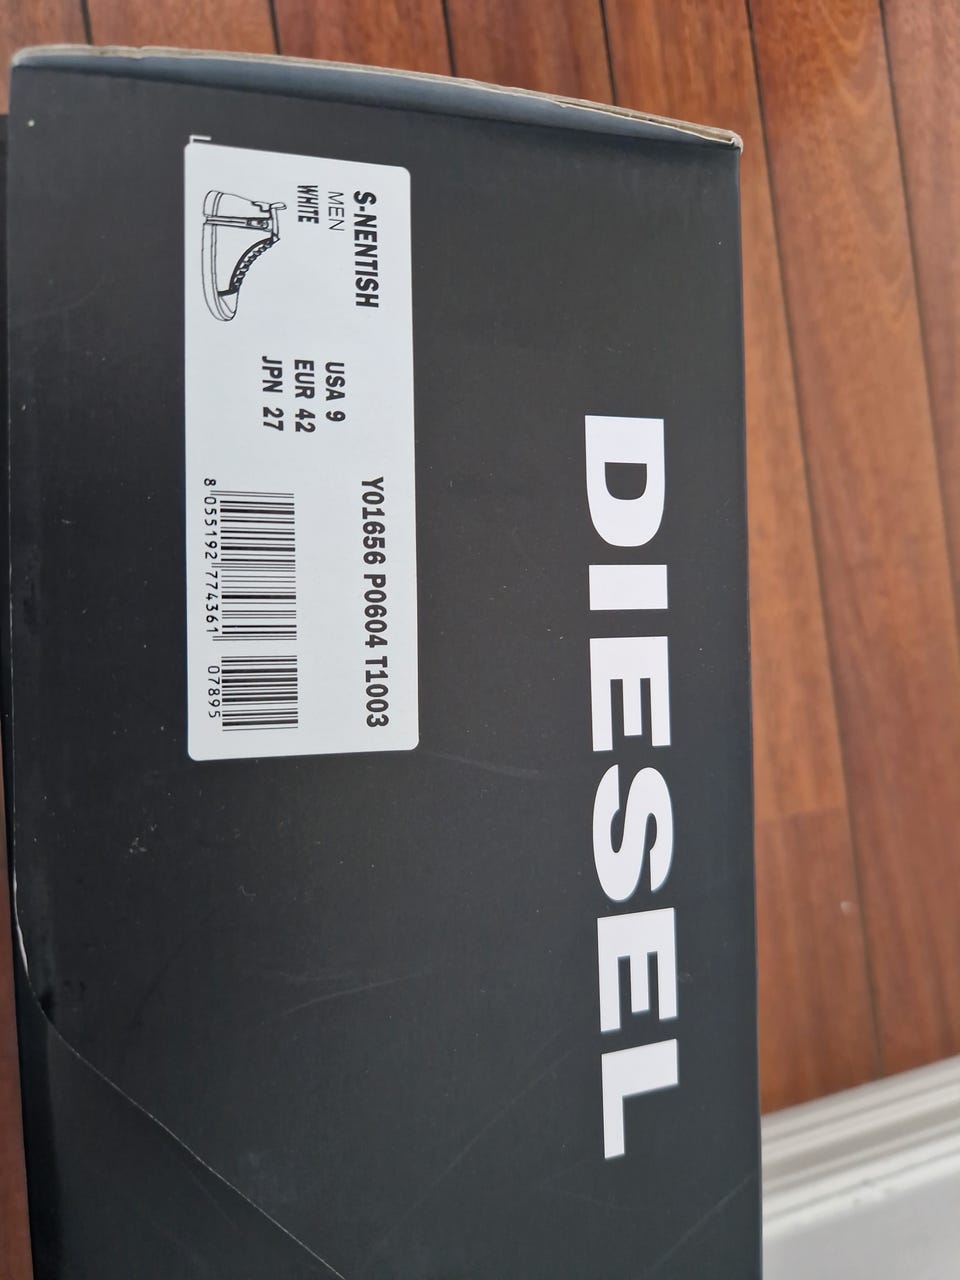 DIESEL
S-NENTISH
MEN
WHITE
USA 9
EUR 42
JPN 27
Y01656 P0604 T1003
8 055192 774361 07895